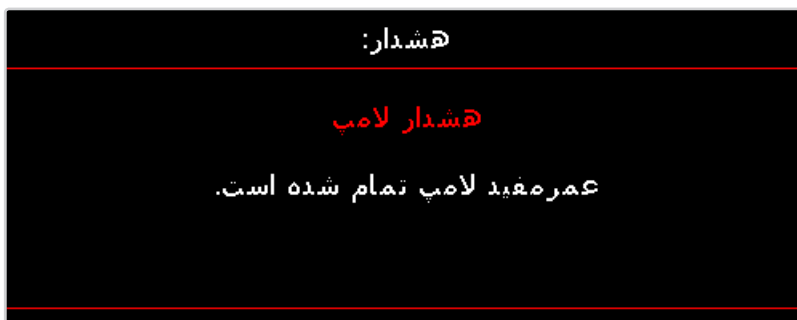 هشدار:
هشدار لامپ
عمرمفید لامپ تمام شده است.